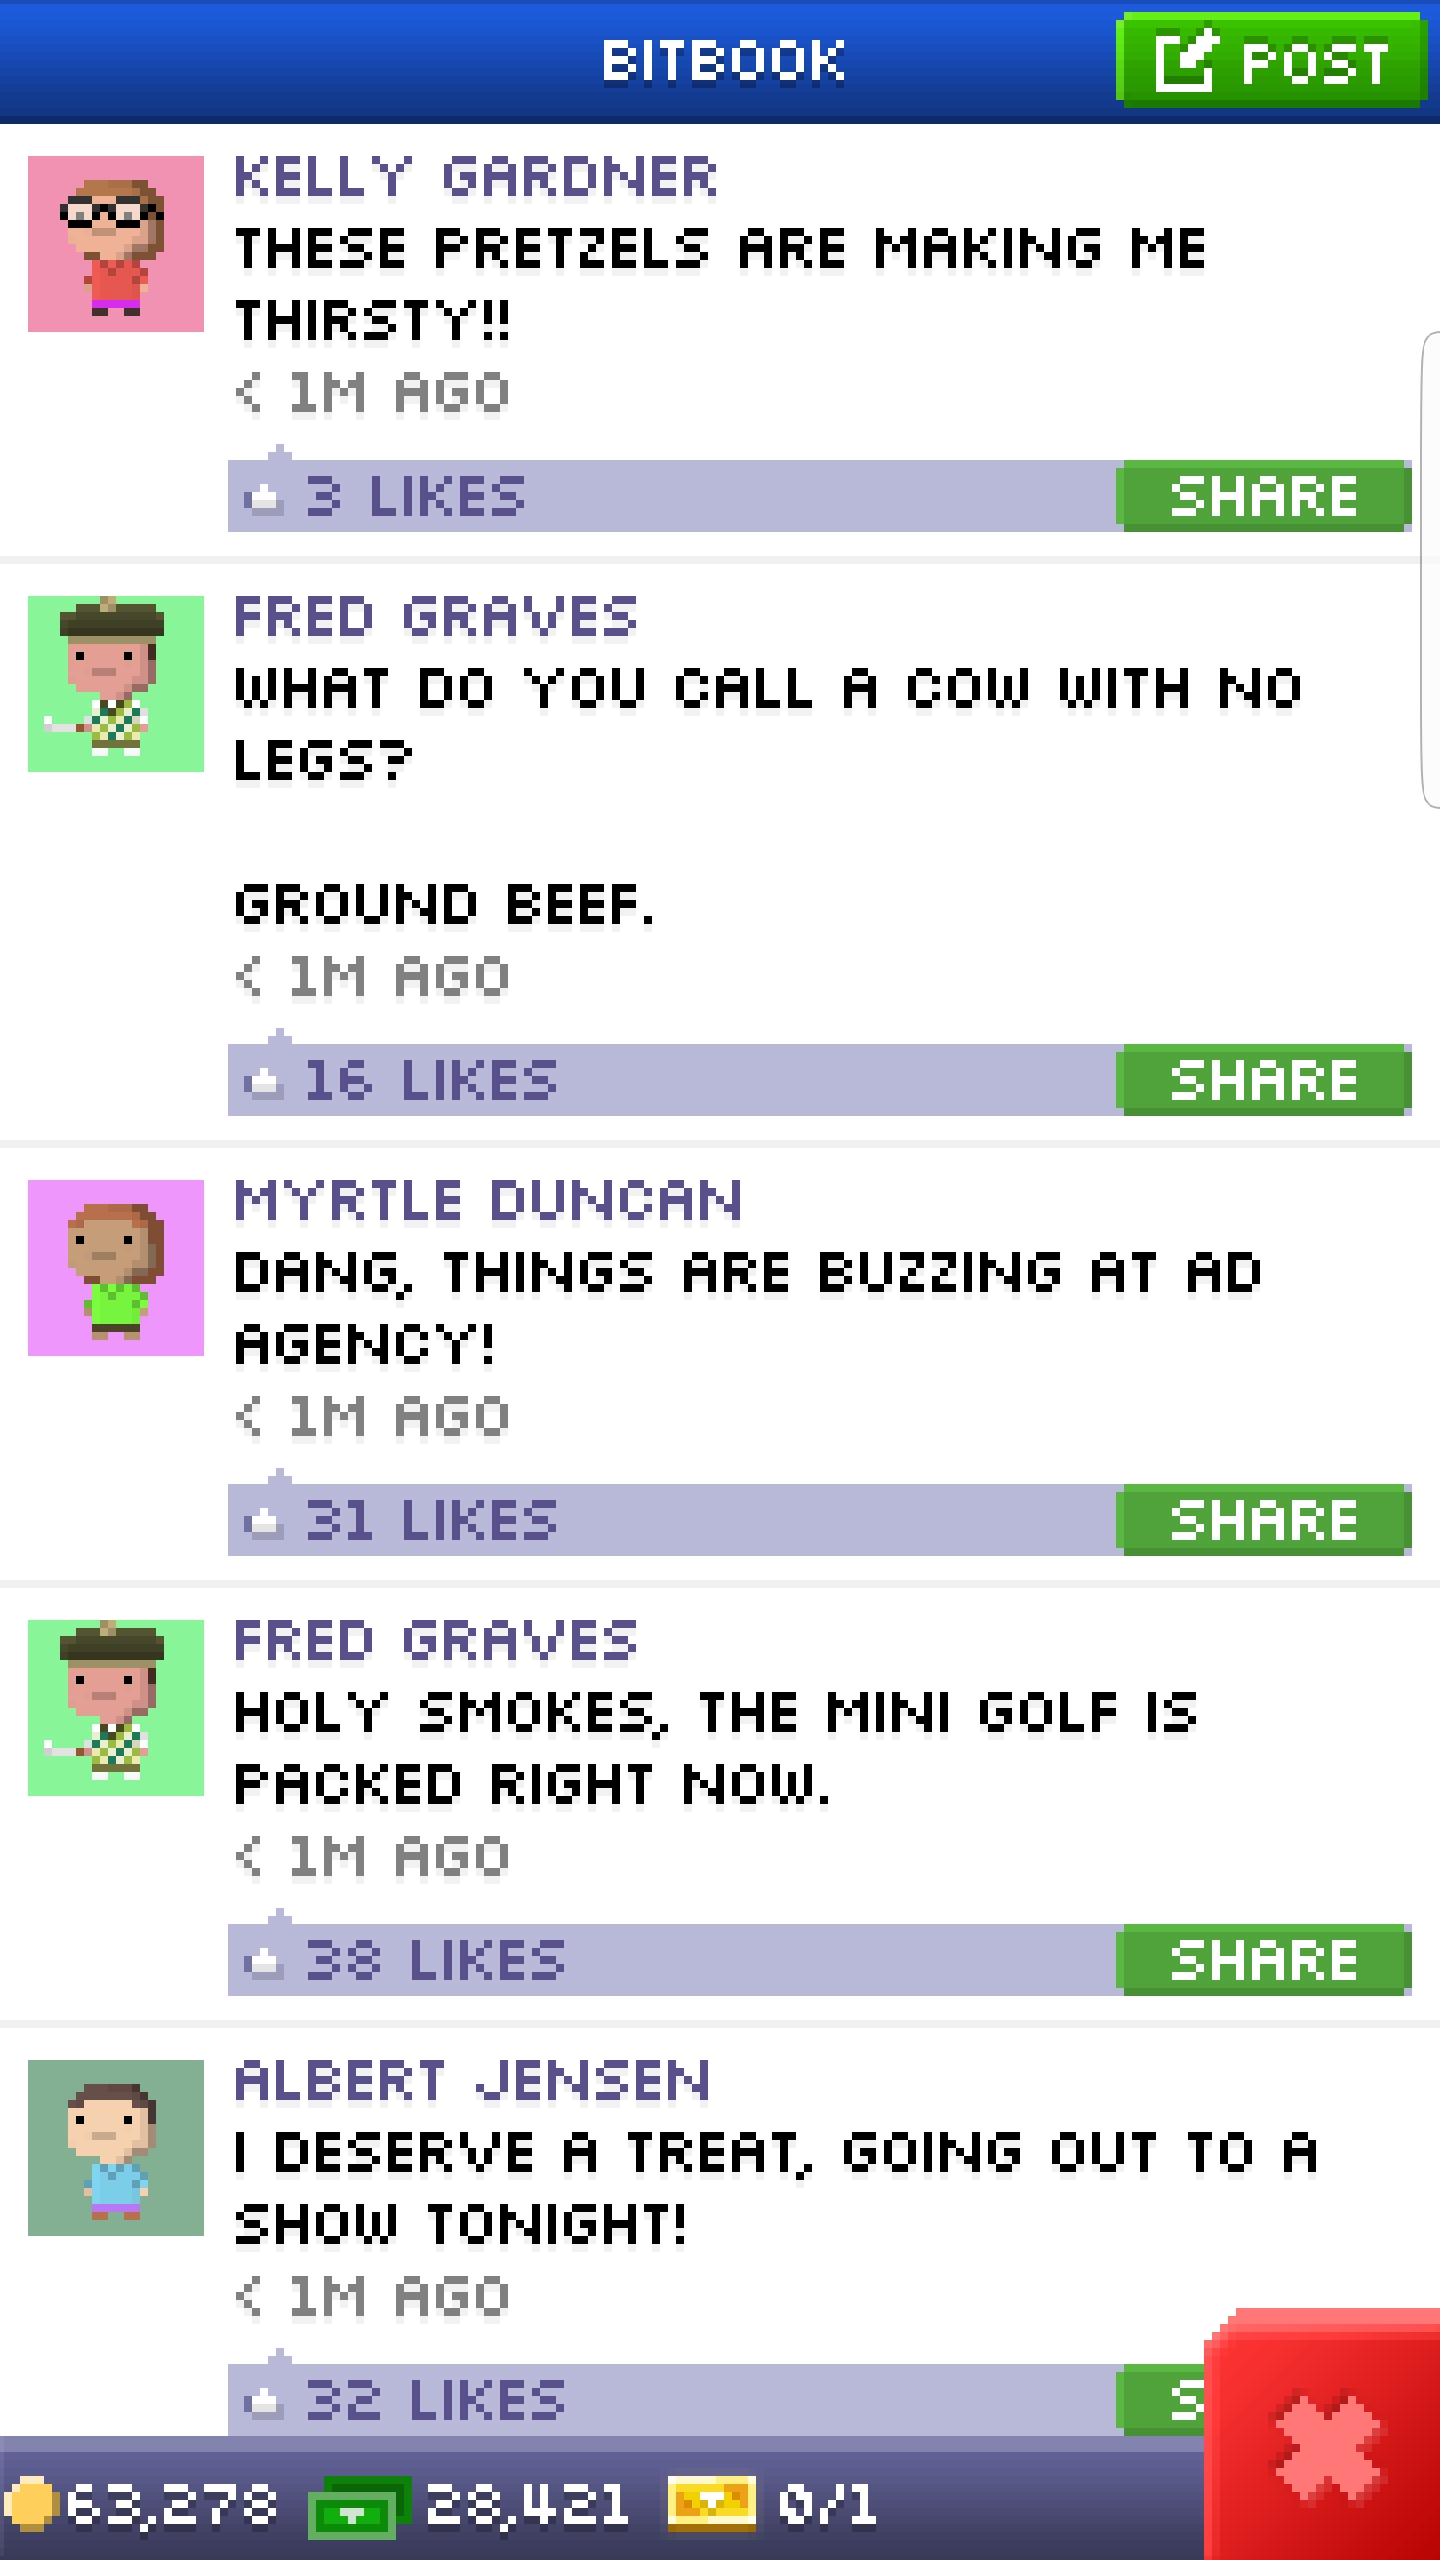 BITBOOK
POST
KELLY GARDNER
THESE PRETZELS ARE MAKING ME
THIRSTY!!
< 1M AGO
3 LIKES
SHARE
FRED GRAVES
WHAT DO YOU CALL A COW WITH NO
LEGS?
GROUND BEEF.
< 1M AGO
16 LIKES
SHARE
MYRTLE DUNCAN
DANG, THINGS ARE BUZZING AT AD
AGENCY!
< 1M AGO
31 LIKES
SHARE
FRED GRAVES
HOLY SMOKES, THE MINI GOLF IS
PACKED RIGHT NOW.
< 1M AGO
38 LIKES
SHARE
ALBERT JENSEN
I DESERVE A TREAT, GOING OUT TO A
SHOW TONIGHT!
< 1M AGO
32 LIKES
S
63,278 28,421 0/1